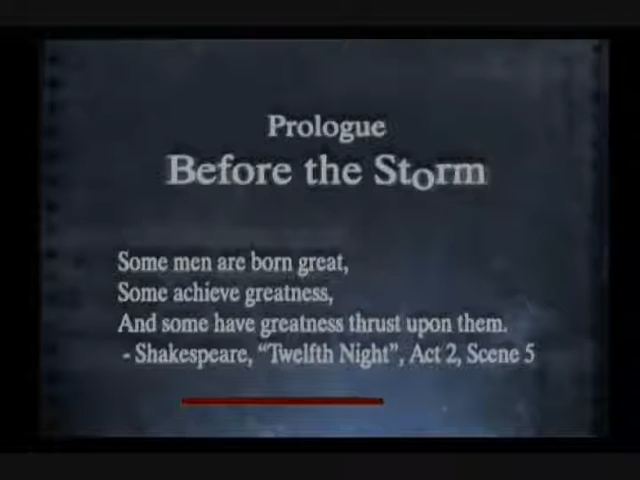 Prologue
Before the Storm
Some men are born great,
Some achieve greatness,
And some have greatness thrust upon them.
- Shakespeare, “Twelfth Night”, Act 2, Scene 5